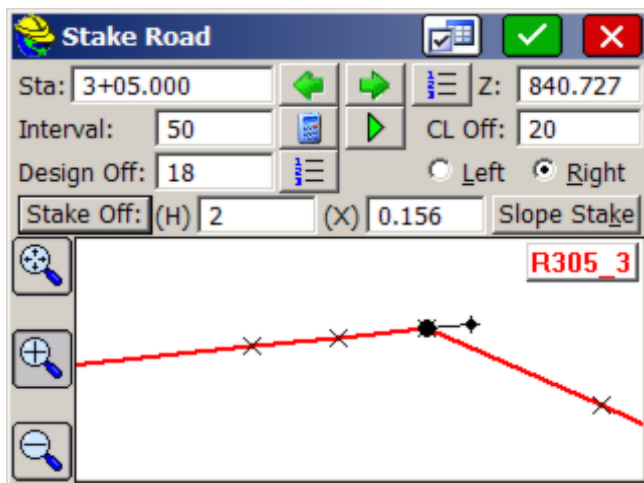 Stake Road
Sta: 3+05.000 Z: 840.727
Interval: 50 CL Off: 20
Design Off: 18 Left Right
Stake Off: (H) 2 (X) 0.156 Slope Stake
R305_3